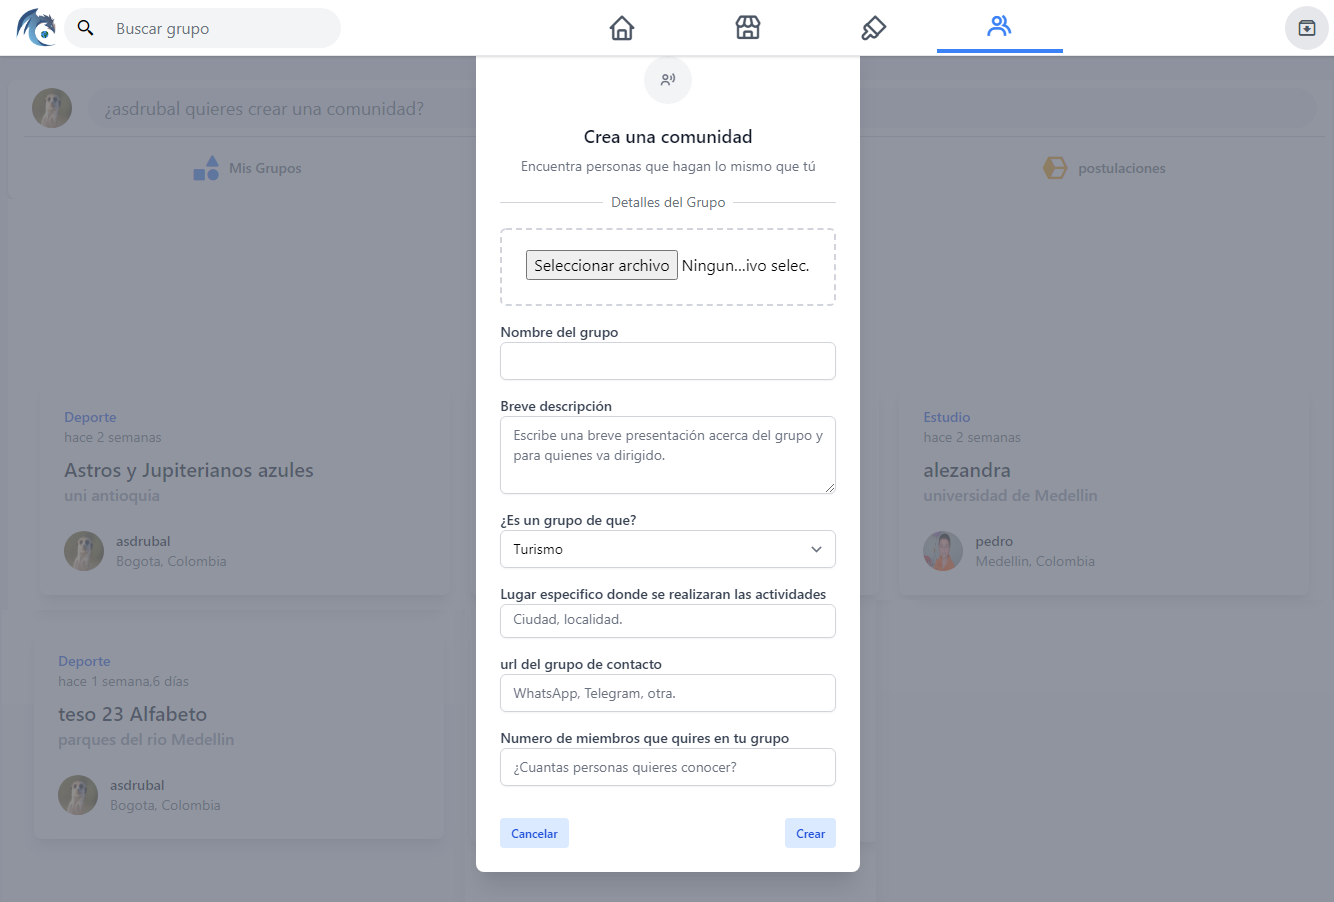 Buscar grupo
¿asdrubal quieres crear una comunidad?
Mis Grupos
postulaciones
Crea una comunidad
Encuentra personas que hagan lo mismo que tú
Detalles del Grupo
Seleccionar archivo Ningun...ivo selec.
Nombre del grupo
Breve descripción
Escribe una breve presentación acerca del grupo y
para quienes va dirigido.
¿Es un grupo de que?
Turismo
Lugar especifico donde se realizaran las actividades
Ciudad, localidad.
url del grupo de contacto
WhatsApp, Telegram, otra.
Numero de miembros que quires en tu grupo
¿Cuantas personas quieres conocer?
Cancelar
Crear
Deporte
hace 2 semanas
Astros y Jupiterianos azules
uni antioquia
asdrubal
Bogota, Colombia
Estudio
hace 2 semanas
alezandra
universidad de Medellin
pedro
Medellin, Colombia
Deporte
hace 1 semana,6 días
teso 23 Alfabeto
parques del rio Medellin
asdrubal
Bogota, Colombia